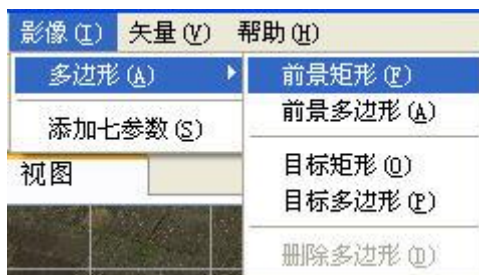 影像(I) 矢量(V) 帮助(H)
多边形(A)
添加七参数(S)
视图
前景矩形(F)
前景多边形(A)
目标矩形(O)
目标多边形(P)
删除多边形(D)